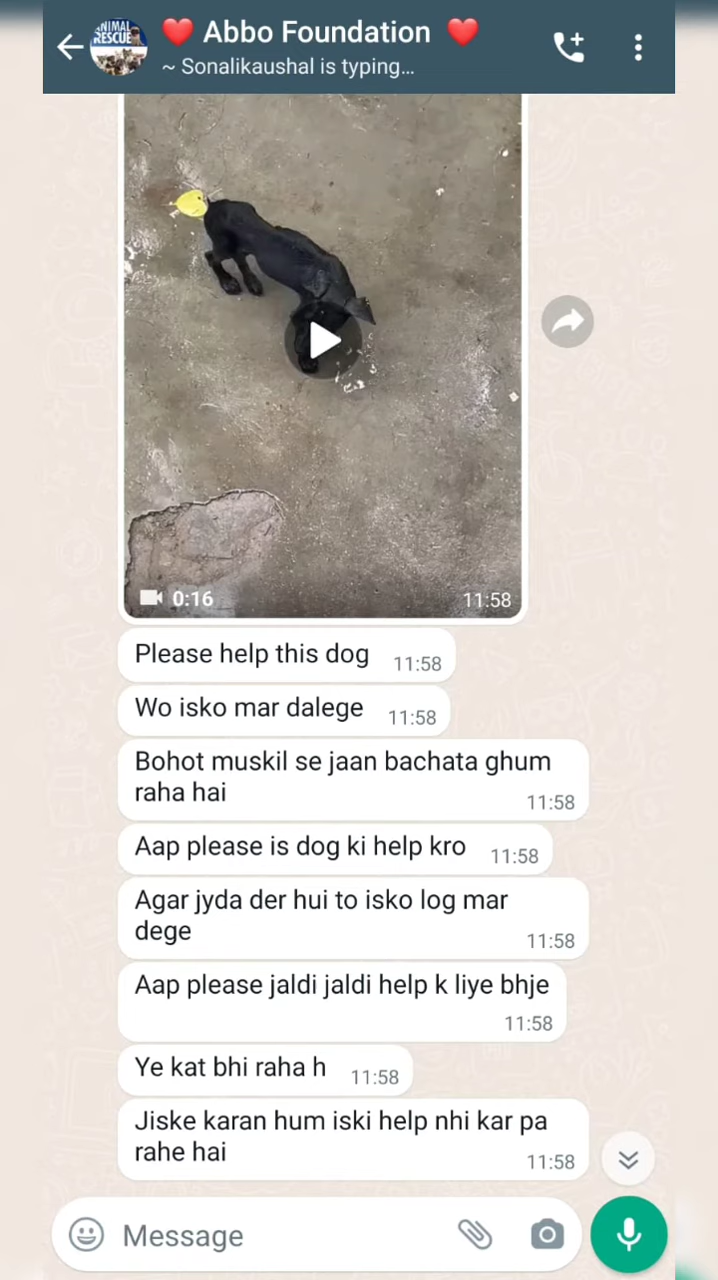 ANIMAL
RESCUE
❤️ Abbo Foundation ❤️
~ Sonalikaushal is typing...
0:16
11:58
Please help this dog
11:58
Wo isko mar dalege
11:58
Bohot muskil se jaan bachata ghum
raha hai
11:58
Aap please is dog ki help kro
11:58
Agar jyda der hui to isko log mar
dege
11:58
Aap please jaldi jaldi help k liye bhje
11:58
Ye kat bhi raha h
11:58
Jiske karan hum iski help nhi kar pa
rahe hai
11:58
Message